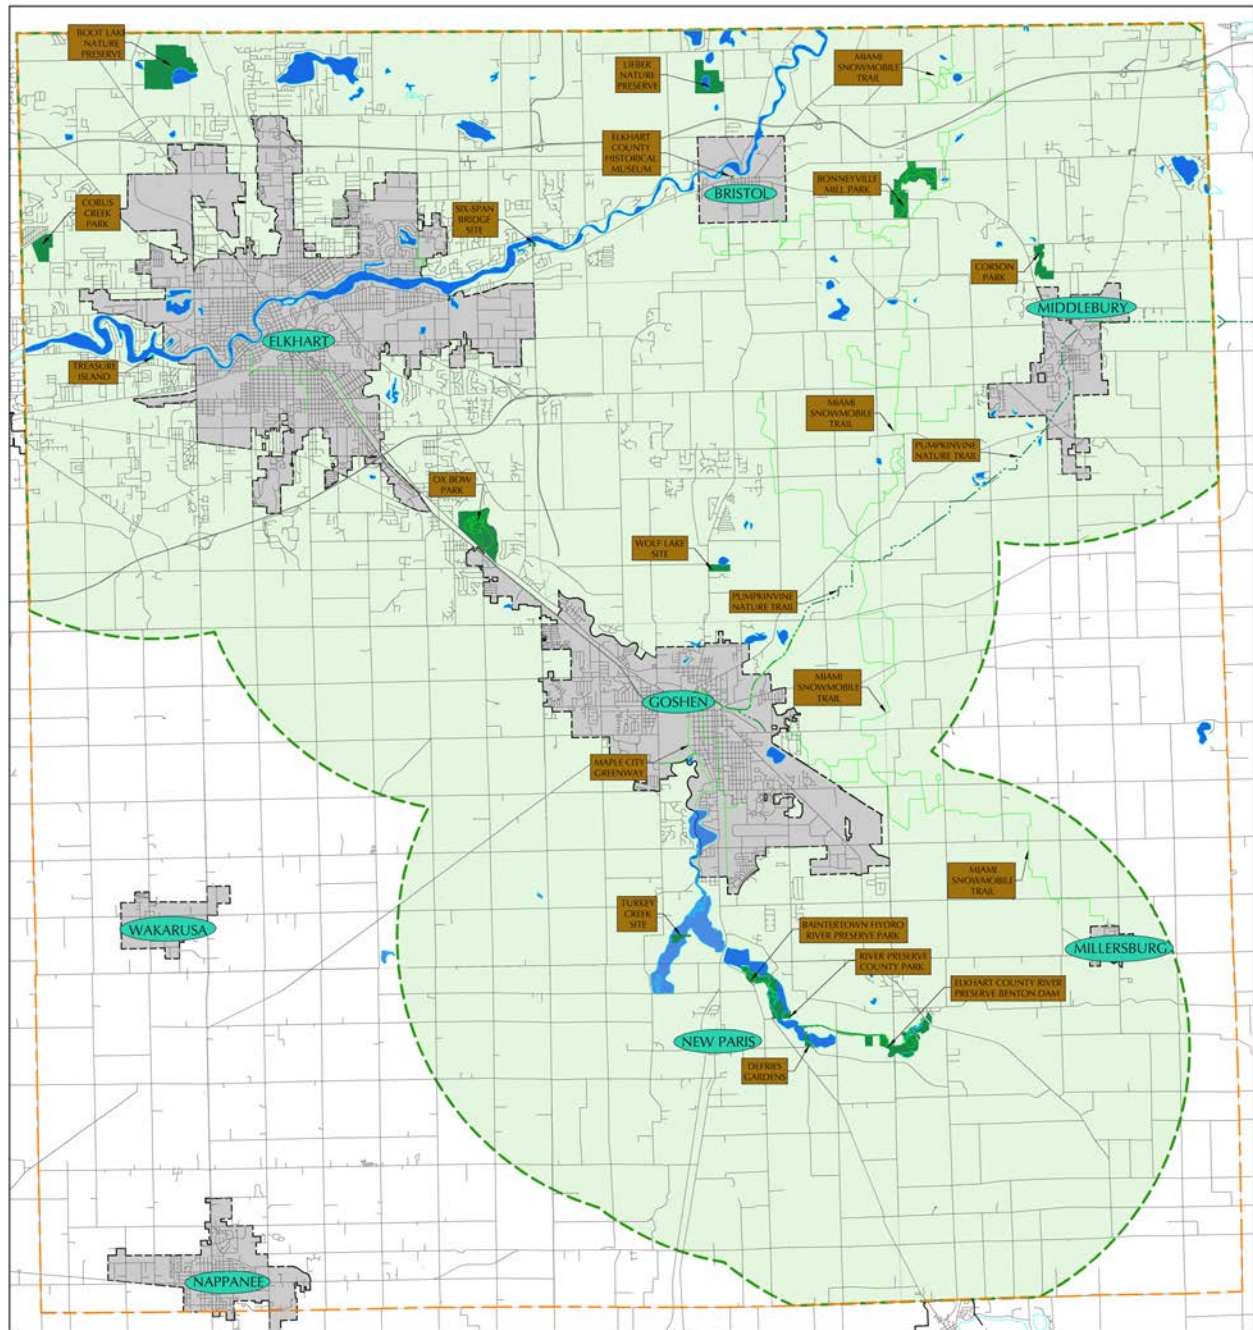 BOOT LAKE
NATURE
PRESERVE
LIEBER
NATURE
PRESERVE
MIAMI
SNOWMOBILE
TRAIL
ELKHART
COUNTY
HISTORICAL
MUSEUM
BRISTOL
BONNEYVILLE
MILL PARK
COBUS
CREEK
PARK
SIX-SPAN
BRIDGE
SITE
CORSON
PARK
MIDDLEBURY
ELKHART
TREASURE
ISLAND
MIAMI
SNOWMOBILE
TRAIL
PUMPKINVINE
NATURE TRAIL
OX BOW
PARK
WOLF LAKE
SITE
PUMPKINVINE
NATURE TRAIL
MIAMI
SNOWMOBILE
TRAIL
GOSHEN
MAPLE CITY
GREENWAY
MIAMI
SNOWMOBILE
TRAIL
TURKEY
CREEK
SITE
BAINTERTOWN HYDRO
RIVER PRESERVE PARK
WAKARUSA
MILLERSBURG
RIVER PRESERVE
COUNTY PARK
ELKHART COUNTY RIVER
PRESERVE BENTON DAM
NEW PARIS
DEFRIES
GARDENS
NAPPANEE